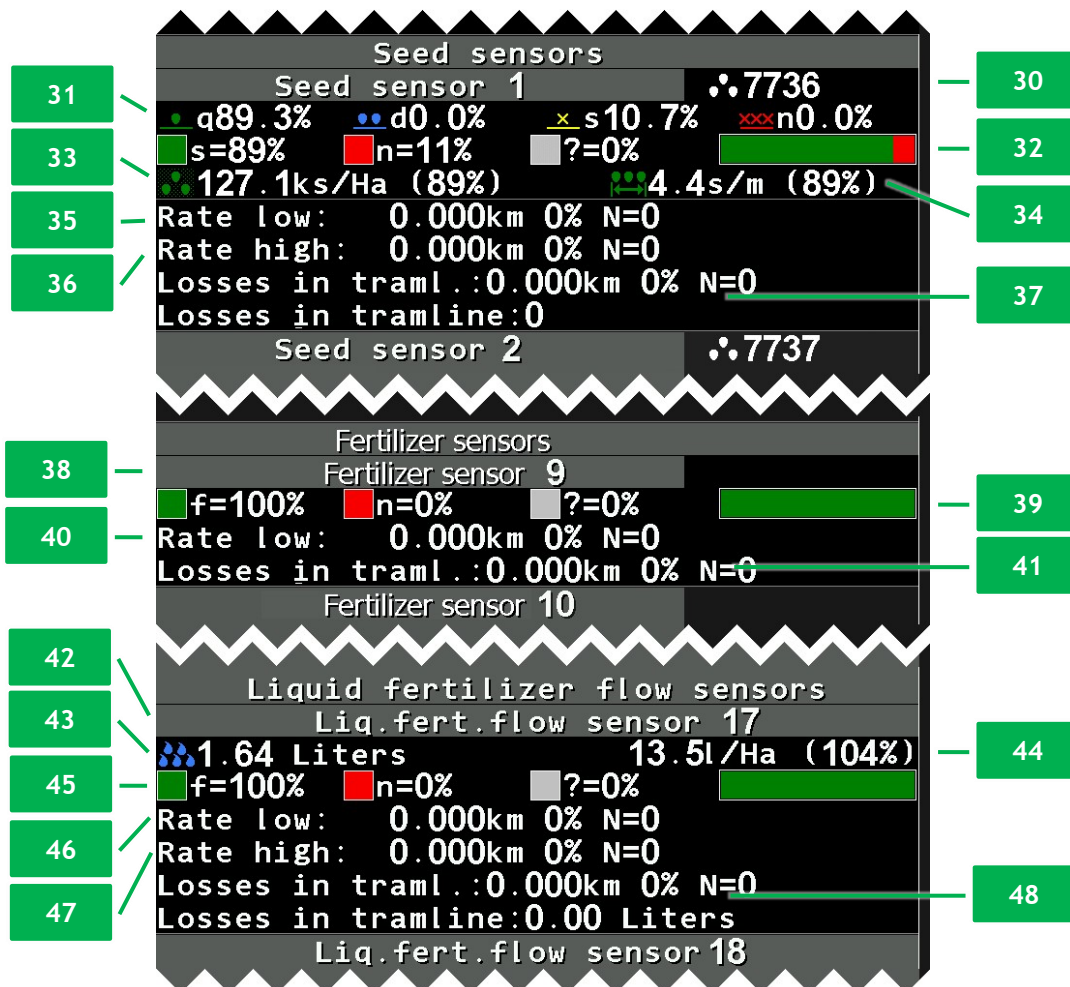 Seed sensors
30
Seed sensor 1 7736
31
q89.3% d0.0% s10.7% n0.0%
s=89% n=11% ?=0%
32
33
127.1ks/Ha (89%) 4.4s/m (89%)
34
35
Rate low: 0.000km 0% N=0
Rate high: 0.000km 0% N=0
36
Losses in traml.:0.000km 0% N=0
37
Losses in tramline:0
Seed sensor 2 7737
Fertilizer sensors
38
Fertilizer sensor 9
f=100% n=0% ?=0%
39
40
Rate low: 0.000km 0% N=0
Losses in traml.:0.000km 0% N=0
41
Fertilizer sensor 10
42
Liquid fertilizer flow sensors
43
Liq.fert.flow sensor 17
1.64 Liters 13.5l/Ha (104%)
44
45
f=100% n=0% ?=0%
46
Rate low: 0.000km 0% N=0
Rate high: 0.000km 0% N=0
47
Losses in traml.:0.000km 0% N=0
48
Losses in tramline:0.00 Liters
Liq.fert.flow sensor 18